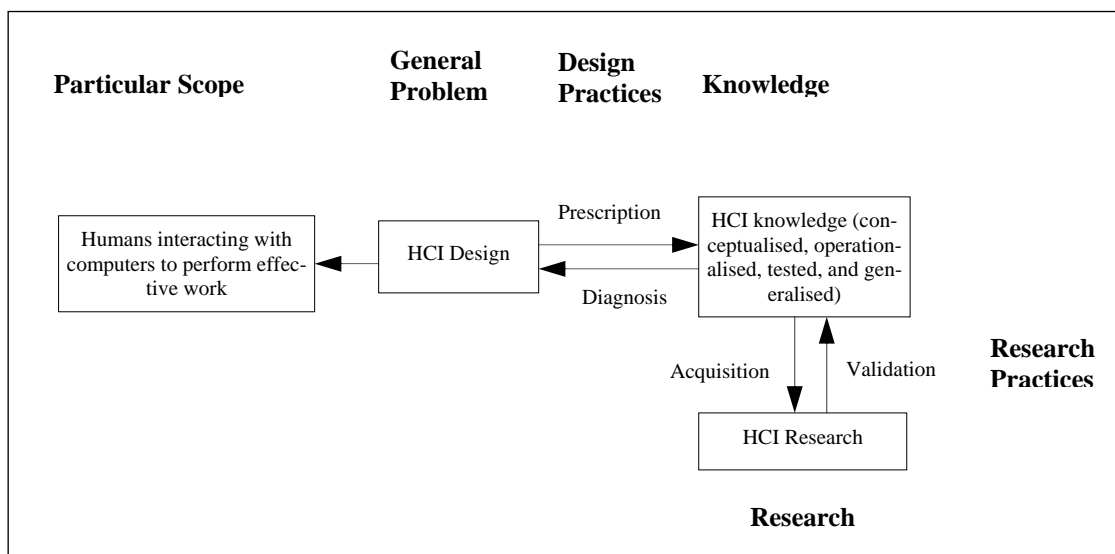 Particular Scope
General
Problem
Design
Practices
Knowledge
Humans interacting with
computers to perform effec-
tive work
HCI Design
Prescription
Diagnosis
HCI knowledge (con-
ceptualised, operation-
alised, tested, and gen-
eralised)
Acquisition
Validation
Research
Practices
HCI Research
Research